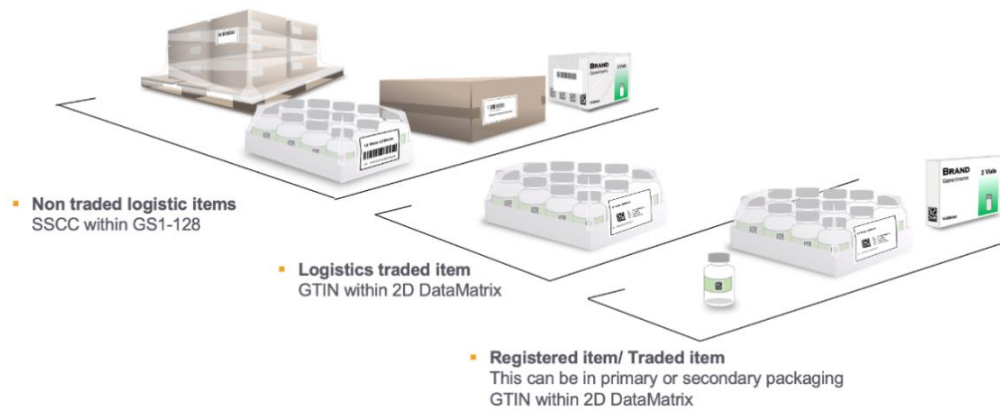 BRAND
2 Vials
Non traded logistic items
SSCC within GS1-128
BRAND
Genericname
2 Vials
Logistics traded item
GTIN within 2D DataMatrix
Registered item/ Traded item
This can be in primary or secondary packaging
GTIN within 2D DataMatrix